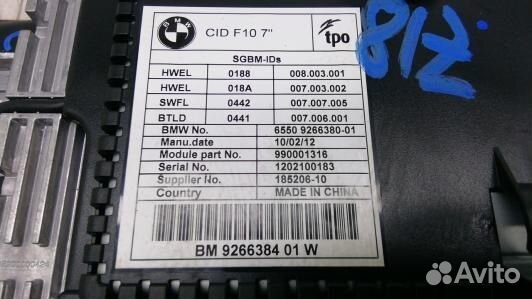 BMW
CID F10 7"
tpo
SGBM-IDs
HWEL 0188 008.003.001
HWEL 018A 007.003.002
SWFL 0442 007.007.005
BTLD 0441 007.006.001
BMW No. 6550 9266380-01
Manu.date 10/02/12
Module part No. 990001316
Serial No. 1202100183
Supplier No. 185206-10
Country MADE IN CHINA
BM 9266384 01 W
812
Avito